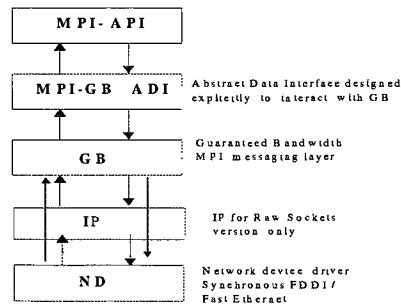 MPI-API
MPI-GB ADI
Abstract Data Interface designed
explicitly to interact with GB
GB
Guaranteed Bandwidth
MPI messaging layer
IP
IP for Raw Sockets
version only
ND
Network device driver
Synchronous FDDI/
Fast Ethernet